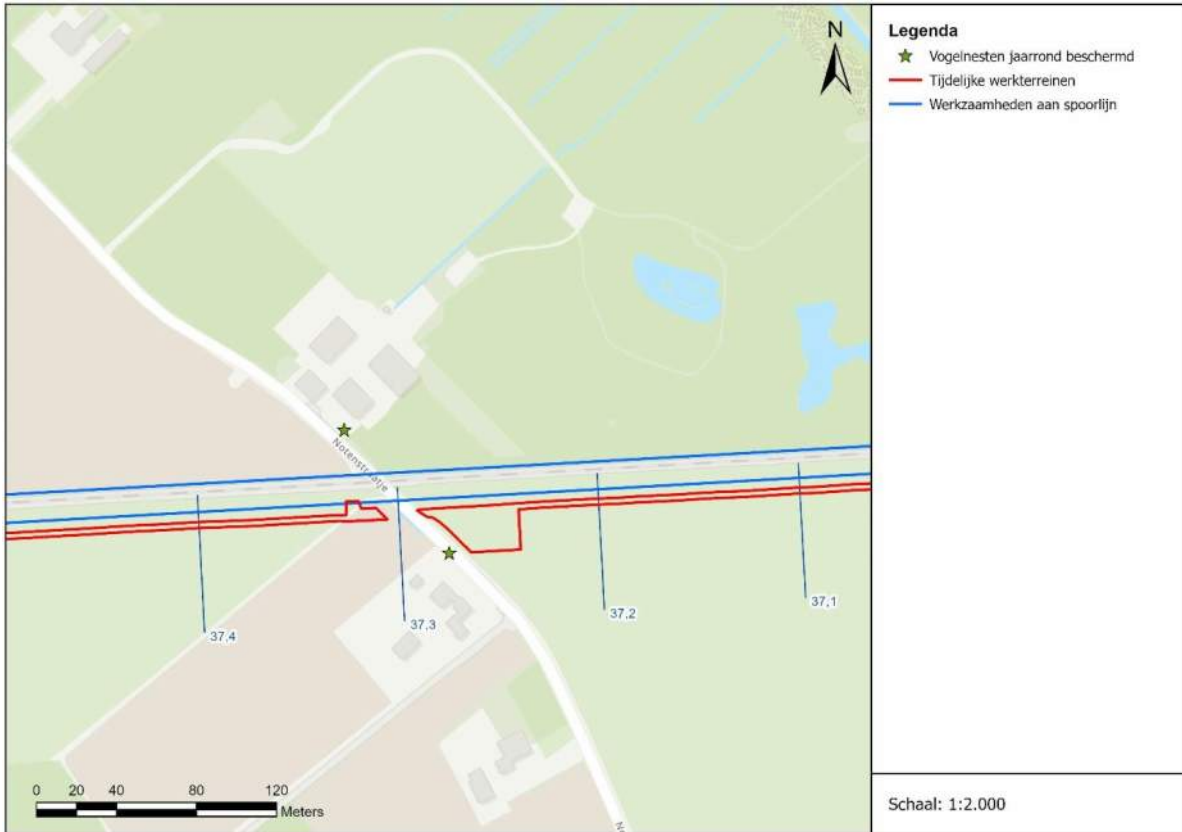 N
Notenstraatje
37,4
37,3
37,2
37,1
0 20 40 80 120
Meters
Legenda
Vogelnesten jaarrond beschermd
Tijdelijke werkterreinen
Werkzaamheden aan spoorlijn
Schaal: 1:2.000